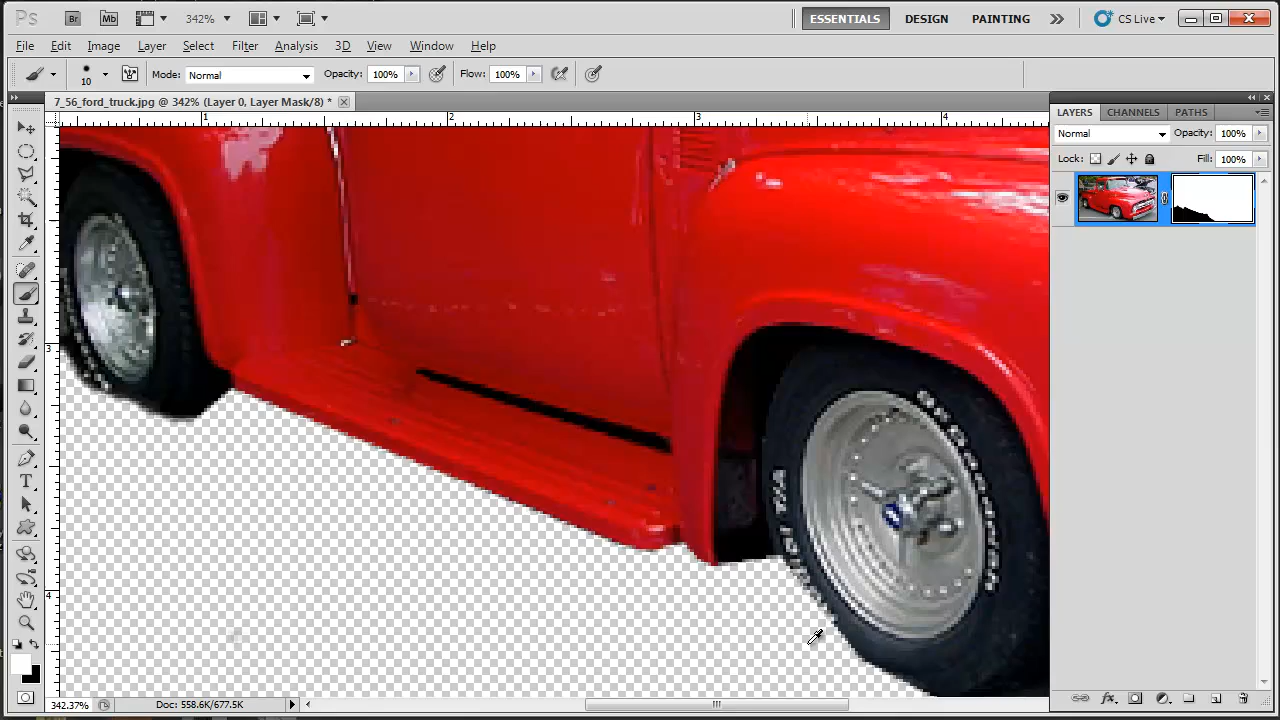 Ps Br Mb 342% ESSENTIALS DESIGN PAINTING CS Live
File Edit Image Layer Select Filter Analysis 3D View Window Help
10 Mode: Normal Opacity: 100% Flow: 100%
7_56_ford_truck.jpg @ 342% (Layer 0, Layer Mask/8) *
LAYERS CHANNELS PATHS
1 2 3 4
Normal Opacity: 100%
Lock: Fill: 100%
3
4
342.37% Doc: 558.6K/677.5K